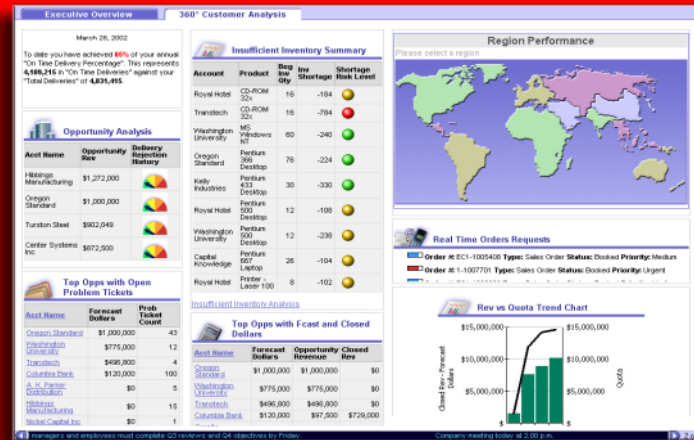 Executive Overview
360° Customer Analysis
March 28, 2002
To date you have achieved 86% of your annual
"On Time Delivery Percentage". This represents
4,189,215 in "On Time Deliveries" against your
"Total Deliveries" of 4,831,415.
Opportunity Analysis
Acct Name Opportunity Rev Delivery Rejection History
Hibbings Manufacturing $1,272,000
Oregon Standard $1,000,000
Turston Steel $902,049
Center Systems Inc $872,500
Top Opps with Open
Problem Tickets
Acct Name Forecast Dollars Prob Ticket Count
Oregon Standard $1,000,000 43
Washington University $775,000 12
Transtech $496,800 4
Columbia Bank $120,000 100
A. H. Parker Distribution $0 5
Hibbings Manufacturing $0 15
Nickel Capital Inc $0 1
Insufficient Inventory Summary
Account Product Beg Inv Qty Inv Shortage Shortage Risk Level
Royal Hotel CD-ROM 32x 16 -184
Transtech CD-ROM 32x 16 -784
Washington University MS Windows NT 60 -240
Oregon Standard Pentium 366 Desktop 76 -224
Kelly Industries Pentium 433 Desktop 30 -330
Royal Hotel Pentium 500 Desktop 12 -108
Washington University Pentium 500 Desktop 12 -238
Capital Knowledge Pentium 667 Laptop 26 -104
Royal Hotel Printer - Laser 100 8 -102
Insufficient Inventory Analysis
Top Opps with Fcast and Closed
Dollars
Acct Name Forecast Dollars Opportunity Revenue Closed Rev
Oregon Standard $1,000,000 $1,000,000 $0
Washington University $775,000 $775,000 $0
Transtech $496,800 $496,800 $0
Columbia Bank $120,000 $97,500 $729,000
Region Performance
Please select a region
Real Time Orders Requests
Order #: EC1-1005408 Type: Sales Order Status: Booked Priority: Medium
Order #: 1-1007701 Type: Sales Order Status: Booked Priority: Urgent
Rev vs Quota Trend Chart
Closed Rev - Forecast Dollars
$15,000,000
$10,000,000
$5,000,000
$
$15,000,000
$10,000,000
$5,000,000
$
Quota
managers and employees must complete Q3 reviews and Q4 objectives by Friday.
Company meeting today at 2:00 p.m.